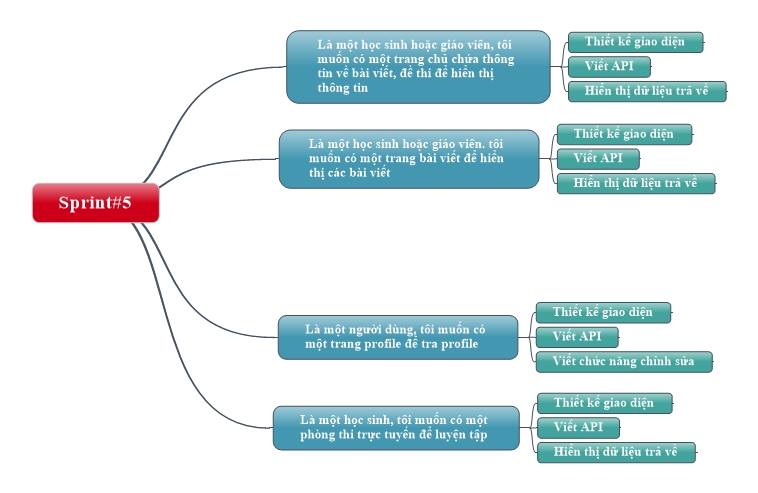 Sprint#5
Là một học sinh hoặc giáo viên, tôi
muốn có một trang chủ chứa thông
tin về bài viết, đề thi để hiển thị
thông tin
Thiết kế giao diện
Viết API
Hiển thị dữ liệu trả về
Là một học sinh hoặc giáo viên. tôi
muốn có một trang bài viết để hiển
thị các bài viết
Thiết kế giao diện
Viết API
Hiển thị dữ liệu trả về
Là một người dùng, tôi muốn có
một trang profile để tra profile
Thiết kế giao diện
Viết API
Viết chức năng chỉnh sửa
Là một học sinh, tôi muốn có một
phòng thi trực tuyến để luyện tập
Thiết kế giao diện
Viết API
Hiển thị dữ liệu trả về